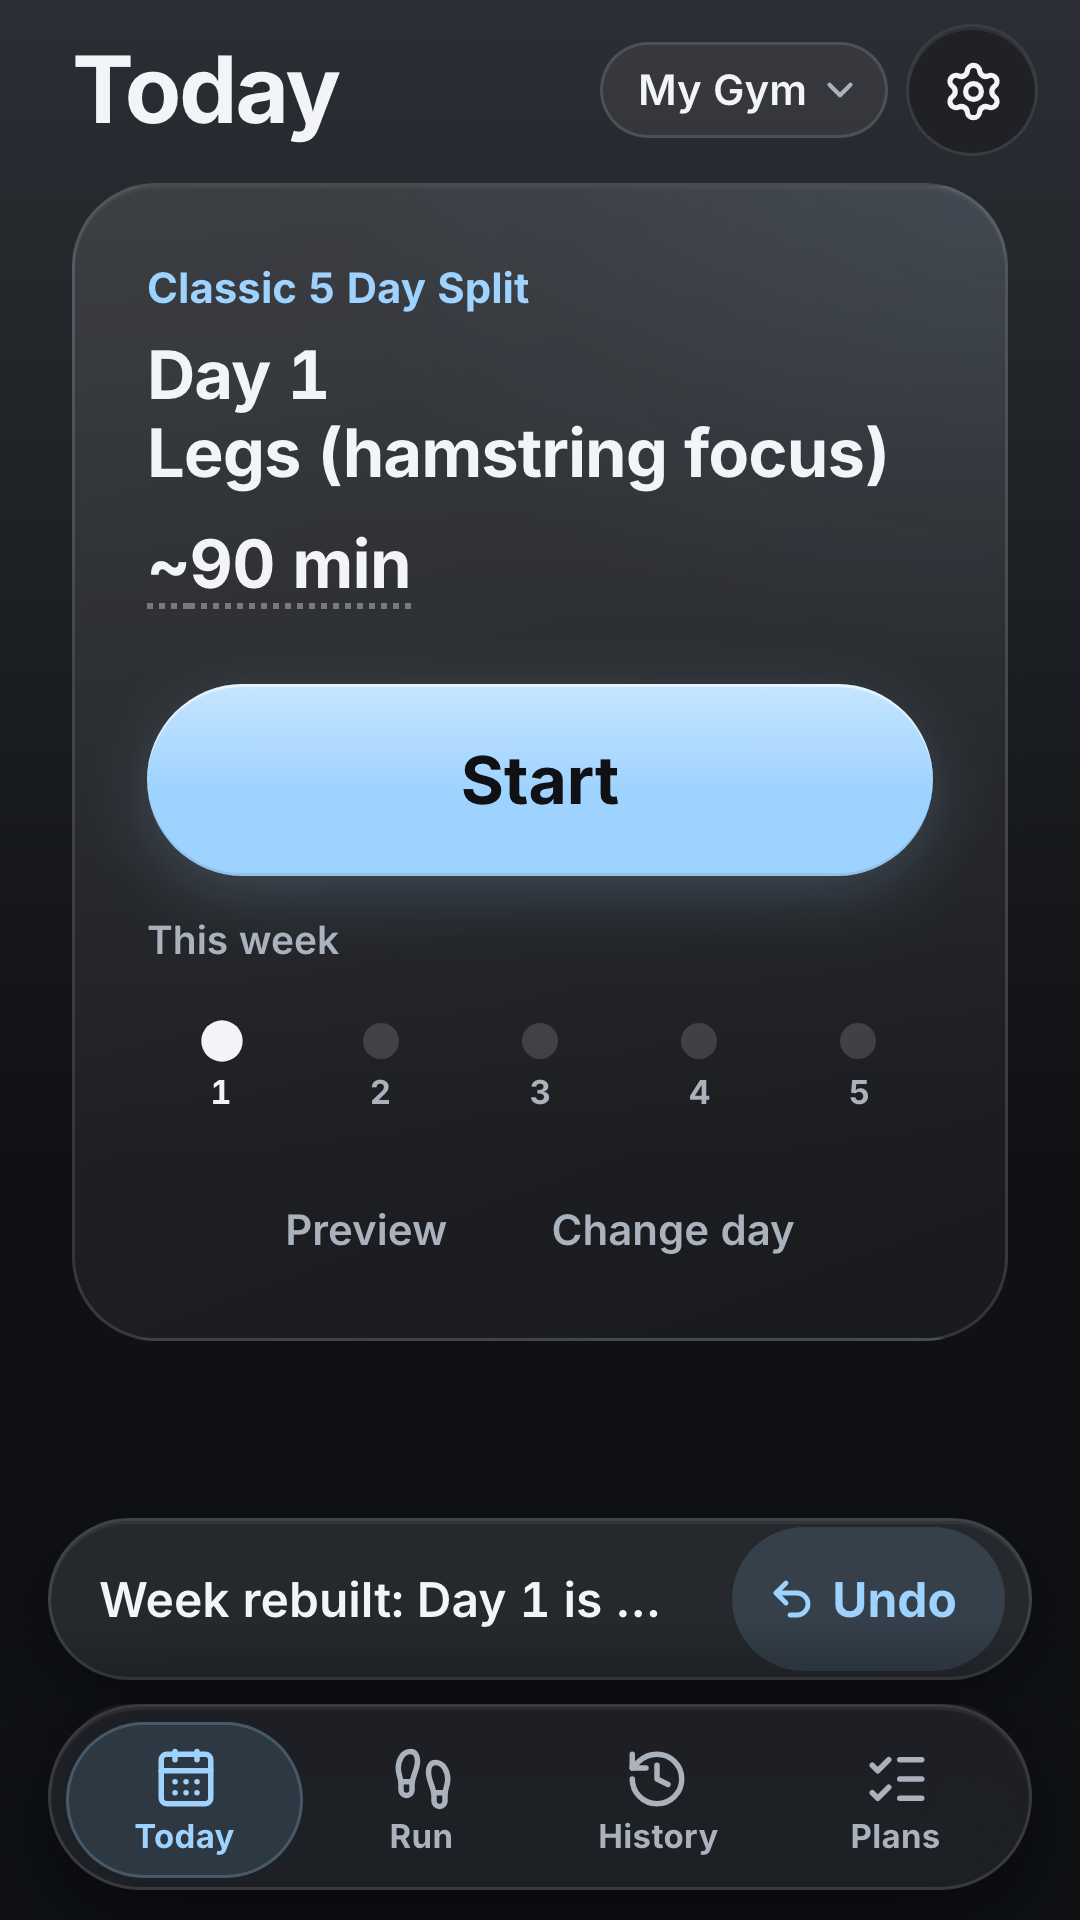 Today
My Gym
Classic 5 Day Split
Day 1
Legs (hamstring focus)
~90 min
Start
This week
1 2 3 4 5
Preview Change day
Week rebuilt: Day 1 is ...
Undo
Today Run History Plans